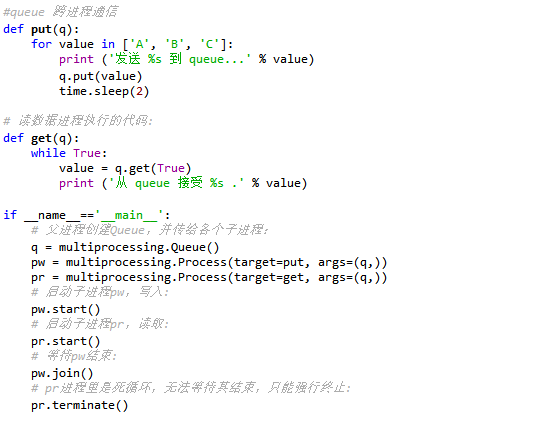 #queue 跨进程通信
def put(q):
    for value in ['A', 'B', 'C']:
        print ('发送 %s 到 queue...' % value)
        q.put(value)
        time.sleep(2)
# 读数据进程执行的代码:
def get(q):
    while True:
        value = q.get(True)
        print ('从 queue 接受 %s .' % value)
if __name__=='__main__':
    # 父进程创建Queue，并传给各个子进程:
    q = multiprocessing.Queue()
    pw = multiprocessing.Process(target=put, args=(q,))
    pr = multiprocessing.Process(target=get, args=(q,))
    # 启动子进程pw，写入:
    pw.start()
    # 启动子进程pr，读取:
    pr.start()
    # 等待pw结束:
    pw.join()
    # pr进程里是死循环，无法等待其结束，只能强行终止:
    pr.terminate()